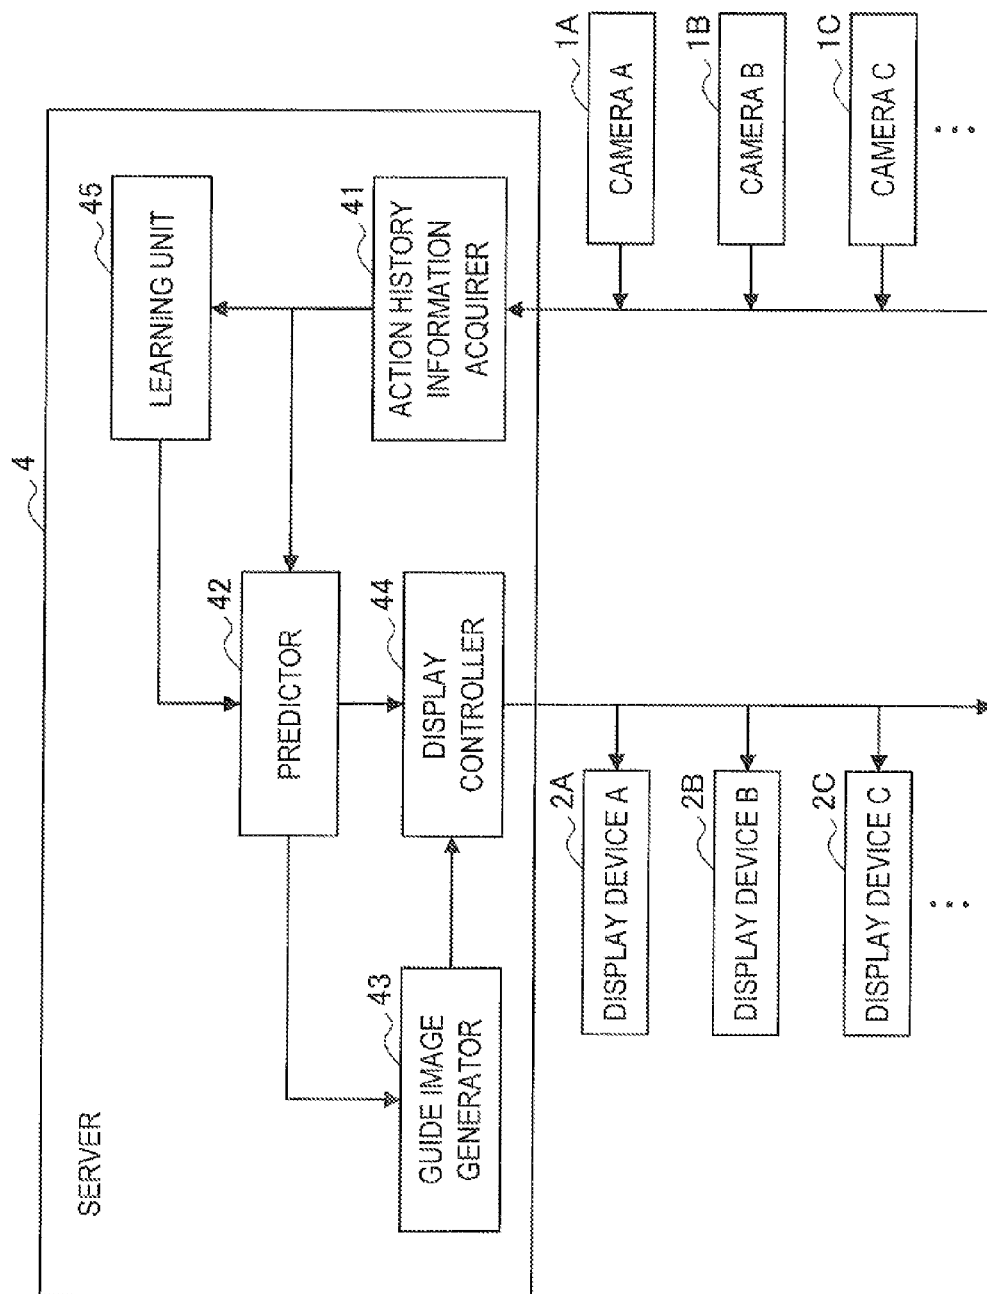 SERVER
4
45
LEARNING UNIT
41
ACTION HISTORY
INFORMATION
ACQUIRER
42
PREDICTOR
44
DISPLAY
CONTROLLER
43
GUIDE IMAGE
GENERATOR
1A
CAMERA A
1B
CAMERA B
1C
CAMERA C
...
2A
DISPLAY DEVICE A
2B
DISPLAY DEVICE B
2C
DISPLAY DEVICE C
...